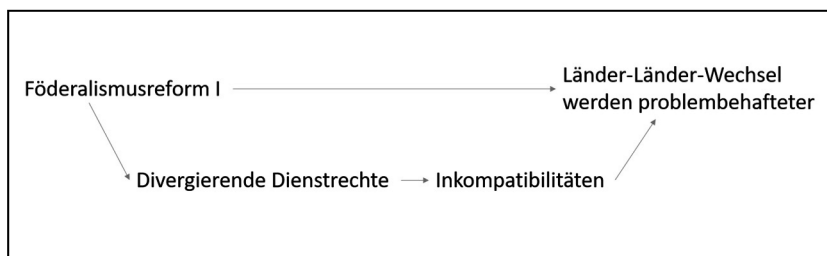 Föderalismusreform I
Länder-Länder-Wechsel
werden problembehafteter
Divergierende Dienstrechte
Inkompatibilitäten